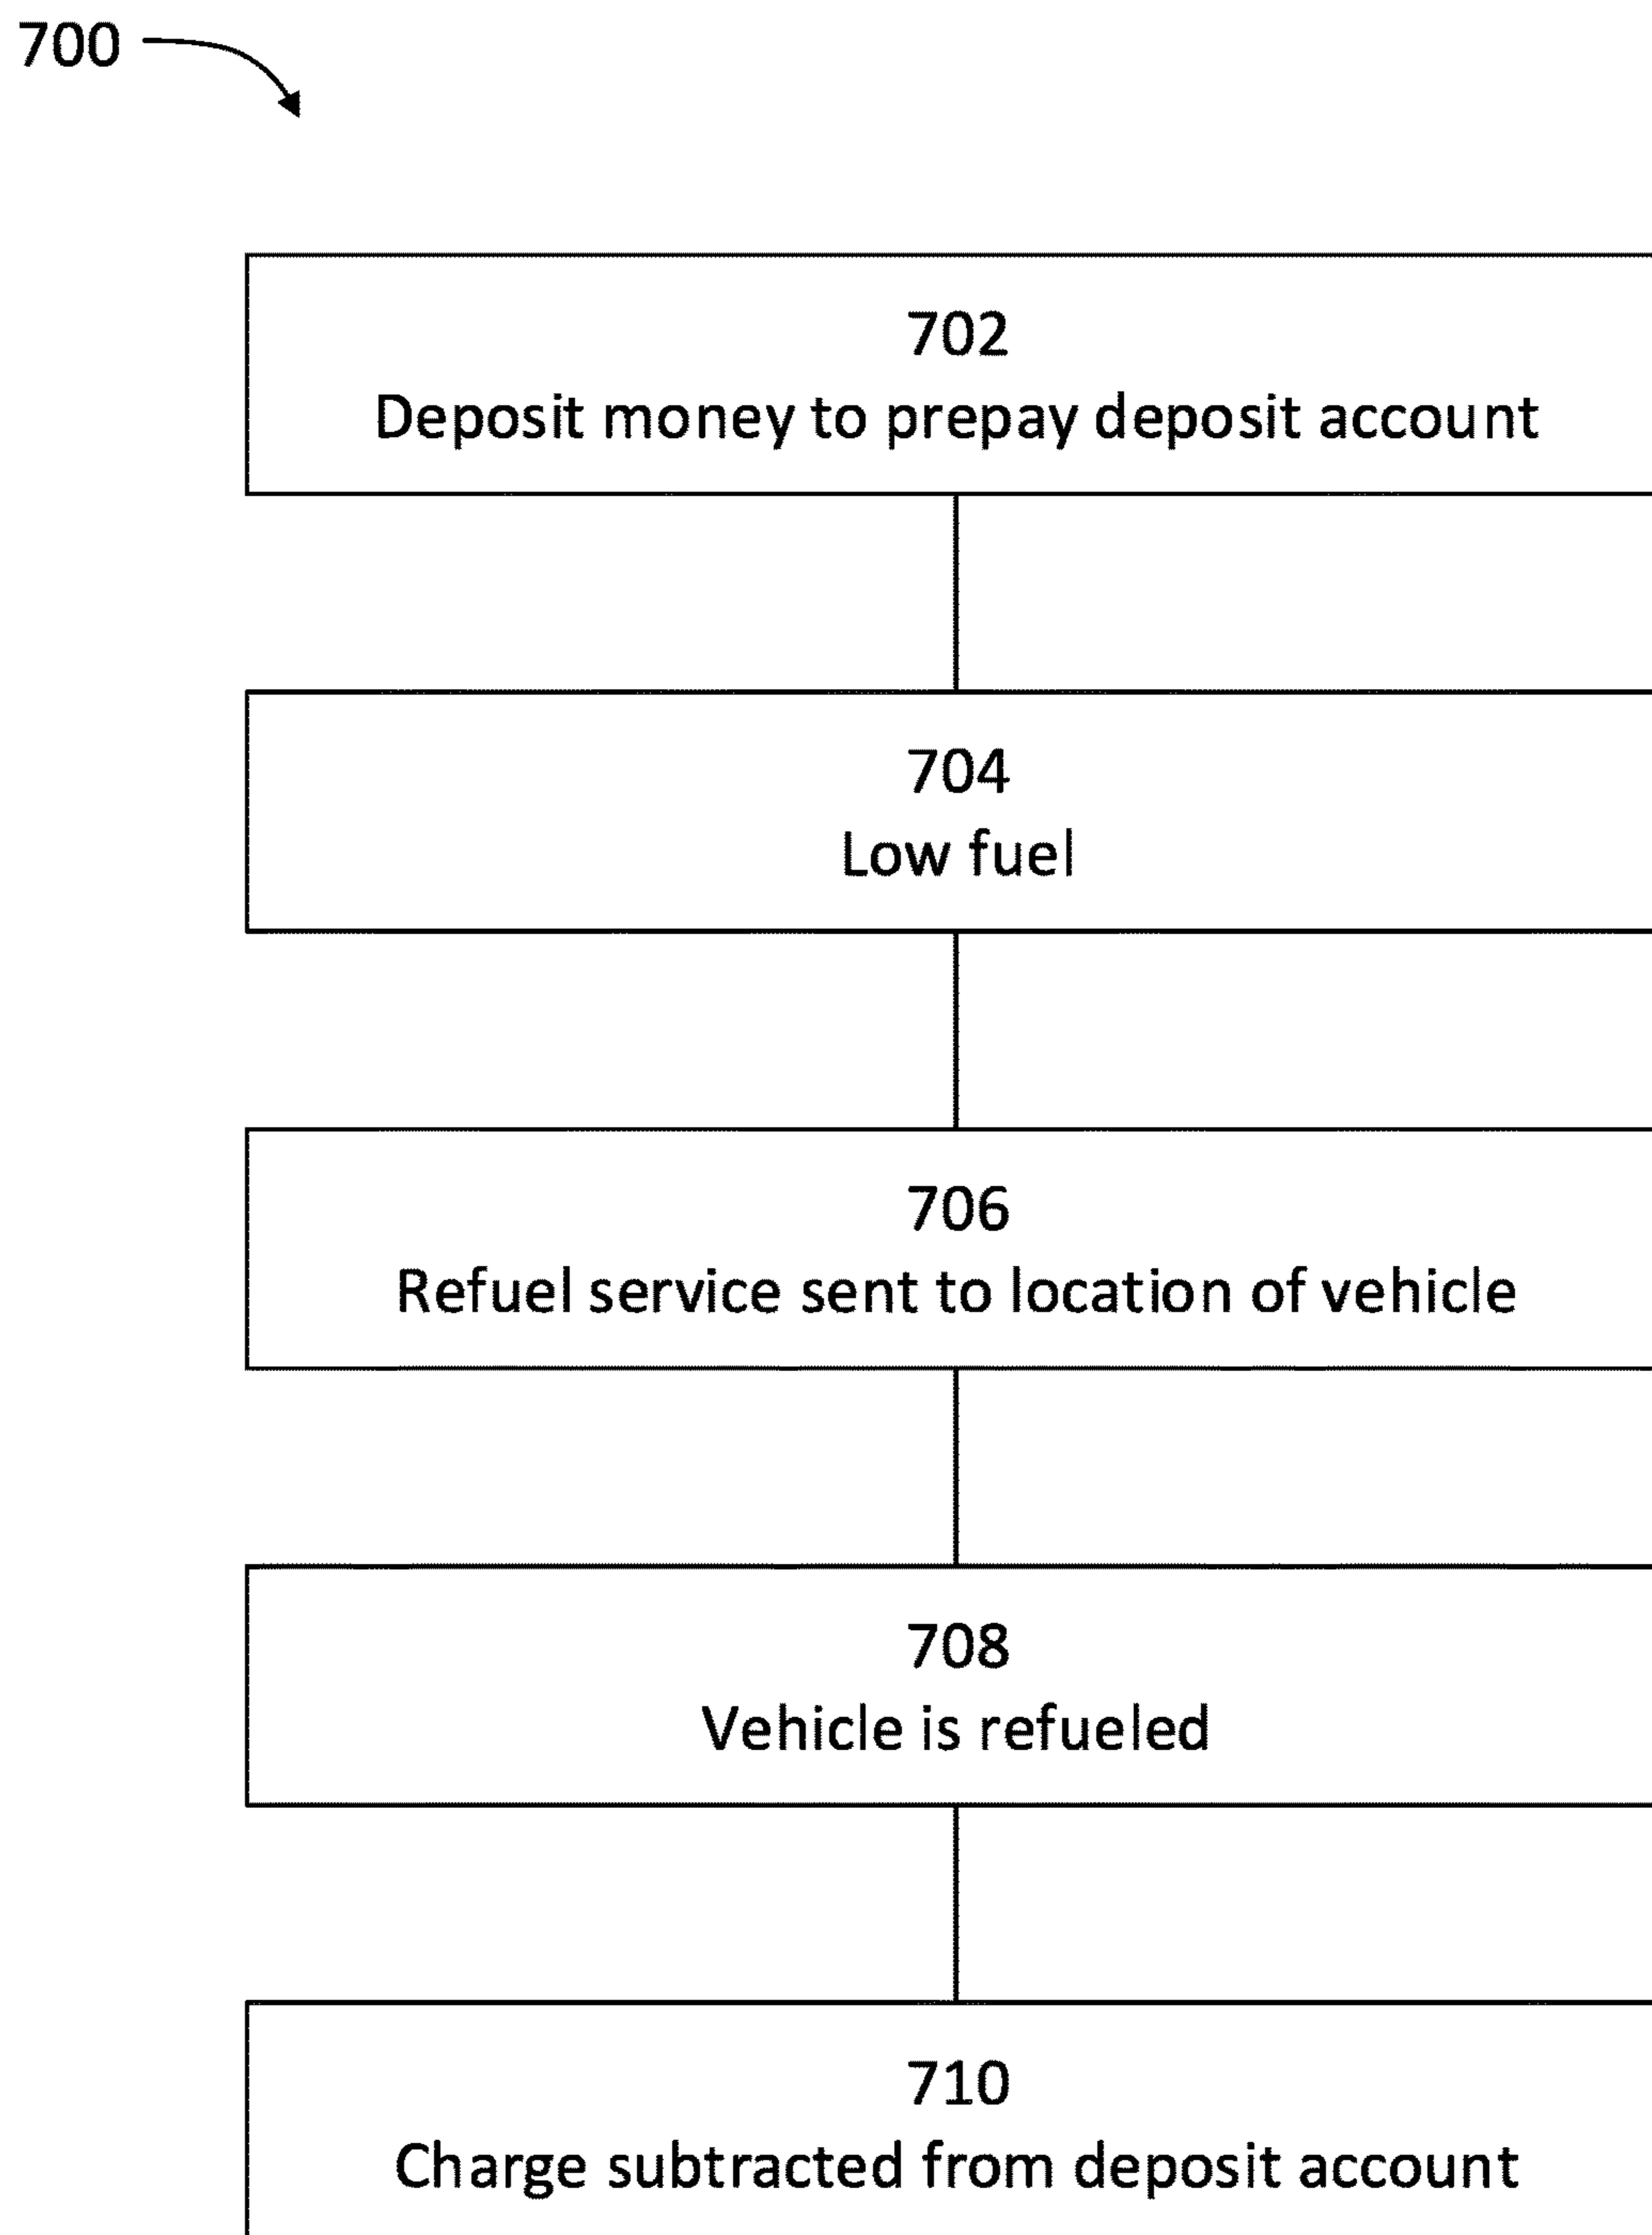 700
702
Deposit money to prepay deposit account
704
Low fuel
706
Refuel service sent to location of vehicle
708
Vehicle is refueled
710
Charge subtracted from deposit account